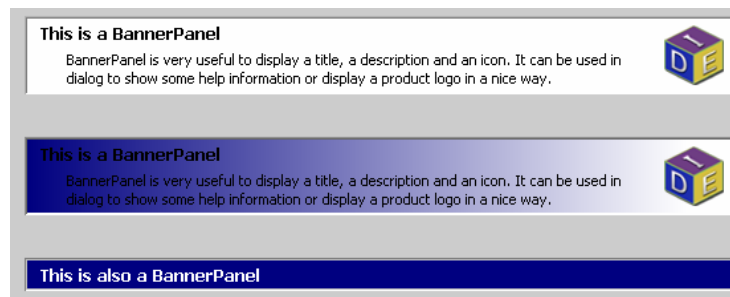 This is a BannerPanel
BannerPanel is very useful to display a title, a description and an icon. It can be used in
dialog to show some help information or display a product logo in a nice way.
I
D E
This is a BannerPanel
BannerPanel is very useful to display a title, a description and an icon. It can be used in
dialog to show some help information or display a product logo in a nice way.
I
D E
This is also a BannerPanel